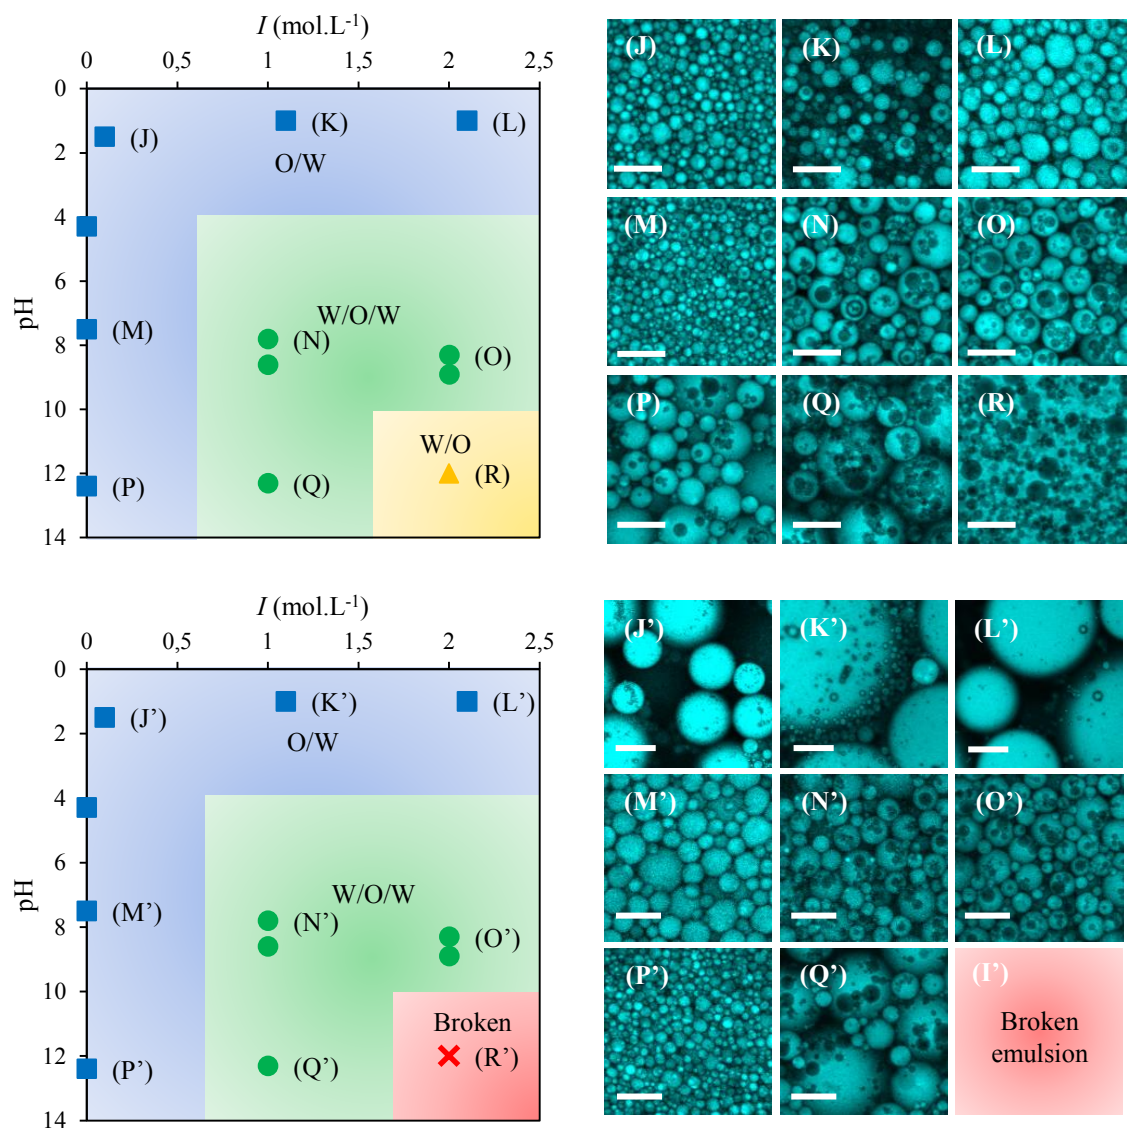 I (mol.L-1)
0 0,5 1 1,5 2 2,5
pH
0
2
4
6
8
10
12
14
(J)
(K)
(L)
O/W
(M)
W/O/W
(N)
(O)
W/O
(P)
(Q)
(R)
(J) (K) (L)
(M) (N) (O)
(P) (Q) (R)
I (mol.L-1)
0 0,5 1 1,5 2 2,5
pH
0
2
4
6
8
10
12
14
(J’)
(K’)
(L’)
O/W
(M’)
W/O/W
(N’)
(O’)
Broken
(P’)
(Q’)
(R’)
(J’) (K’) (L’)
(M’) (N’) (O’)
(P’) (Q’) (I’)
Broken
emulsion